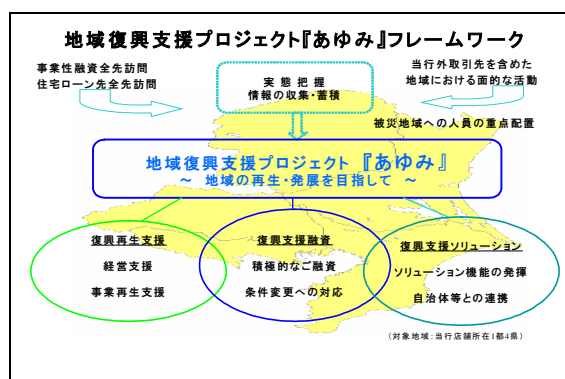 地域復興支援プロジェクト『あゆみ』フレームワーク
事業性融資全先訪問
住宅ローン先全先訪問
実態把握
情報の収集・蓄積
当行外取引先を含めた
地域における面的な活動
被災地域への人員の重点配置
地域復興支援プロジェクト 『あゆみ』
～ 地域の再生・発展を目指して ～
復興再生支援
経営支援
事業再生支援
復興支援融資
積極的なご融資
条件変更への対応
復興支援ソリューション
ソリューション機能の発揮
自治体等との連携
（対象地域：当行店舗所在1都4県）